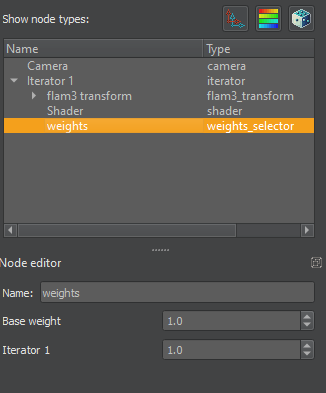 Show node types:
Name Type
Camera camera
Iterator 1 iterator
flam3 transform flam3_transform
Shader shader
weights weights_selector
Node editor
Name: weights
Base weight 1.0
Iterator 1 1.0